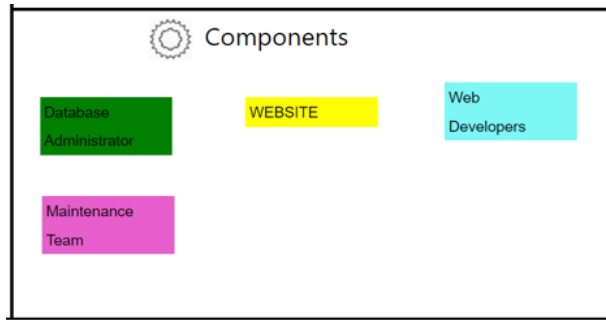 Components
Database
Administrator
WEBSITE
Web
Developers
Maintenance
Team